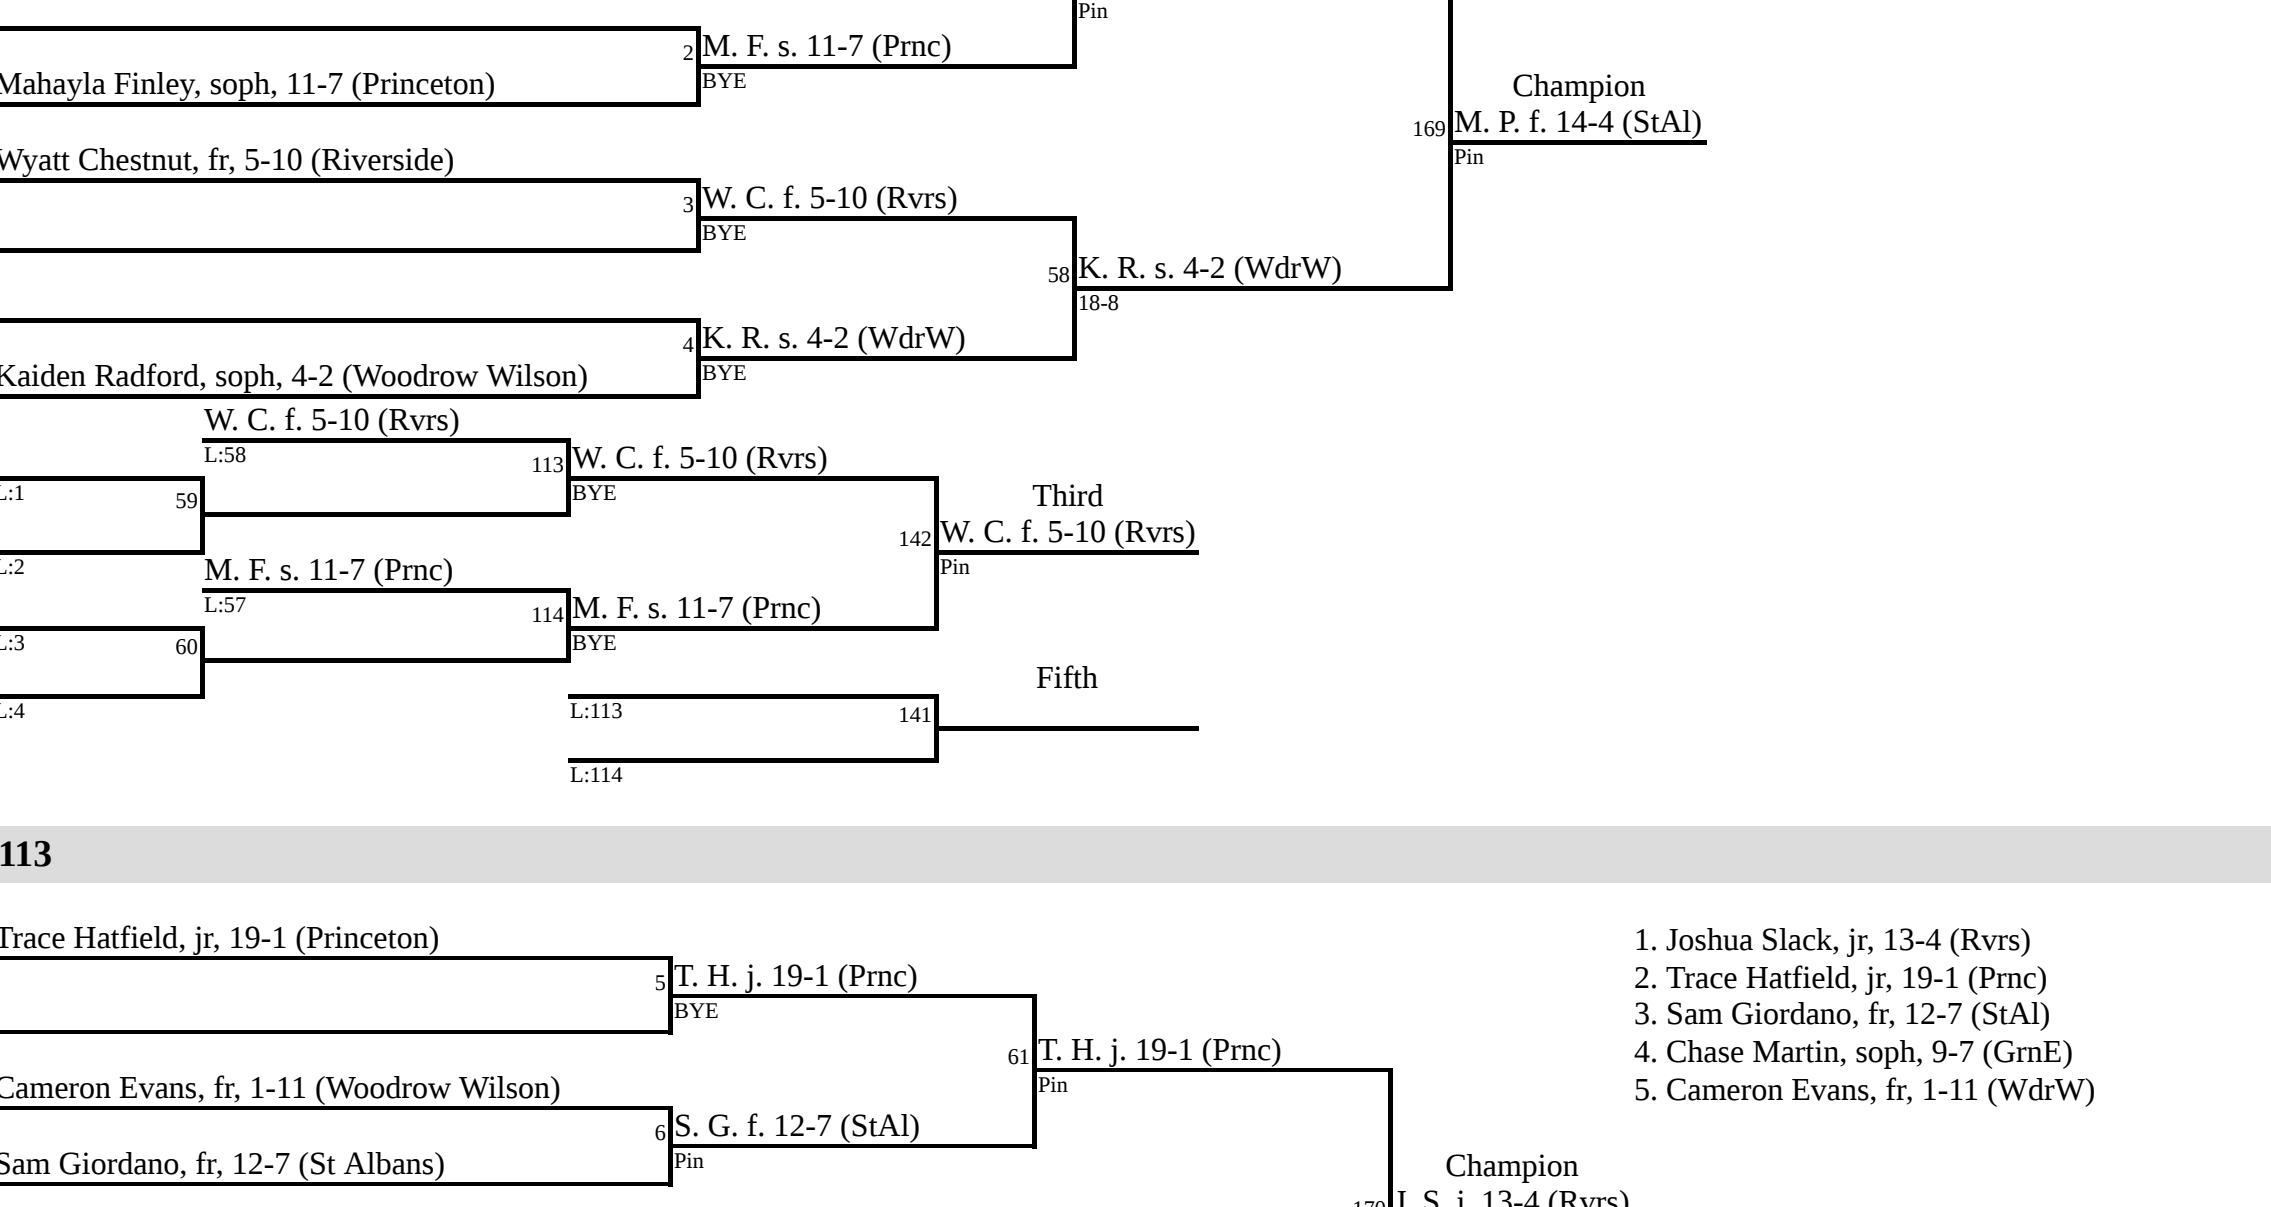 Pin
2 M. F. s. 11-7 (Prnc)
Mahayla Finley, soph, 11-7 (Princeton)
BYE
Champion
169 M. P. f. 14-4 (StAl)
Pin
Wyatt Chestnut, fr, 5-10 (Riverside)
3 W. C. f. 5-10 (Rvrs)
BYE
58 K. R. s. 4-2 (WdrW)
18-8
4 K. R. s. 4-2 (WdrW)
Kaiden Radford, soph, 4-2 (Woodrow Wilson)
BYE
W. C. f. 5-10 (Rvrs)
L:58
113 W. C. f. 5-10 (Rvrs)
L:1
59
BYE
Third
142 W. C. f. 5-10 (Rvrs)
L:2
Pin
M. F. s. 11-7 (Prnc)
L:57
114 M. F. s. 11-7 (Prnc)
L:3
60
BYE
Fifth
L:4
L:113
141
L:114
113
Trace Hatfield, jr, 19-1 (Princeton)
1. Joshua Slack, jr, 13-4 (Rvrs)
5 T. H. j. 19-1 (Prnc)
2. Trace Hatfield, jr, 19-1 (Prnc)
BYE
3. Sam Giordano, fr, 12-7 (StAl)
61 T. H. j. 19-1 (Prnc)
4. Chase Martin, soph, 9-7 (GrnE)
Pin
Cameron Evans, fr, 1-11 (Woodrow Wilson)
5. Cameron Evans, fr, 1-11 (WdrW)
6 S. G. f. 12-7 (StAl)
Sam Giordano, fr, 12-7 (St Albans)
Pin
Champion
170 J. S. j. 13-4 (Rvrs)